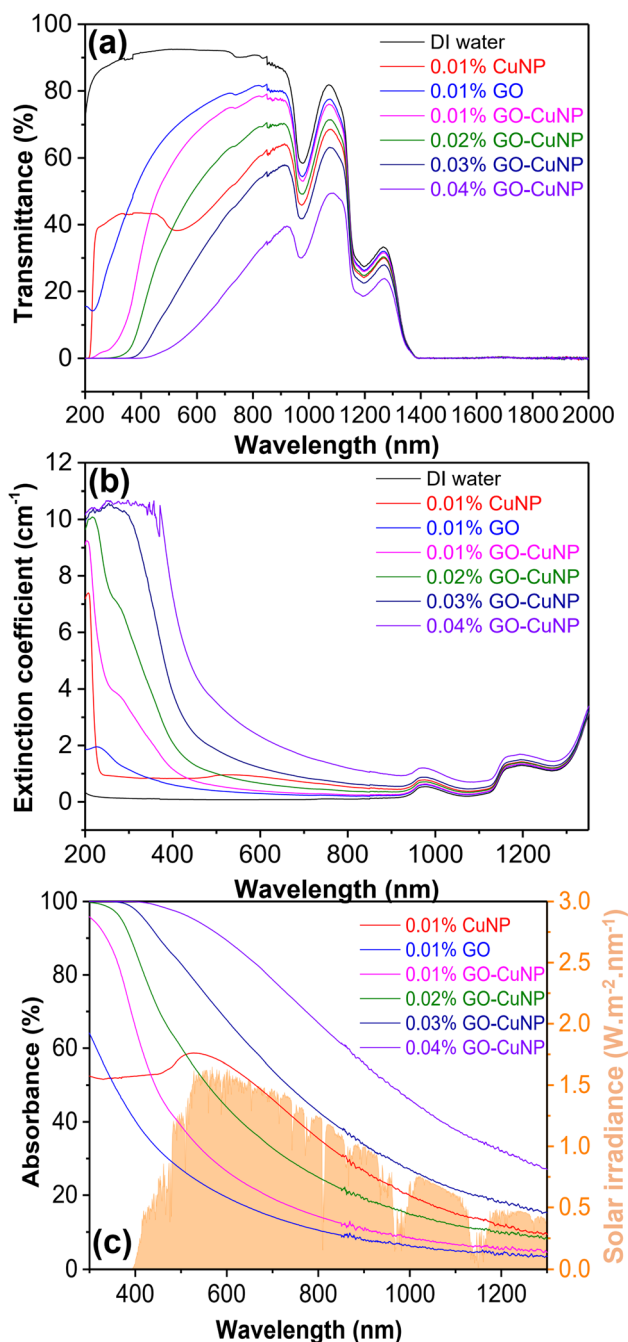 (a)
DI water
0.01% CuNP
0.01% GO
0.01% GO-CuNP
0.02% GO-CuNP
0.03% GO-CuNP
0.04% GO-CuNP
Transmittance (%)
100
80
60
40
20
0
200 400 600 800 1000 1200 1400 1600 1800 2000
Wavelength (nm)
(b)
DI water
0.01% CuNP
0.01% GO
0.01% GO-CuNP
0.02% GO-CuNP
0.03% GO-CuNP
0.04% GO-CuNP
Extinction coefficient (cm⁻¹)
12
10
8
6
4
2
0
200 400 600 800 1000 1200
Wavelength (nm)
0.01% CuNP
0.01% GO
0.01% GO-CuNP
0.02% GO-CuNP
0.03% GO-CuNP
0.04% GO-CuNP
Absorbance (%)
100
80
60
40
20
0
(c)
3.0
2.5
2.0
1.5
1.0
0.5
0.0
Solar irradiance (W.m⁻².nm⁻¹)
400 600 800 1000 1200
Wavelength (nm)